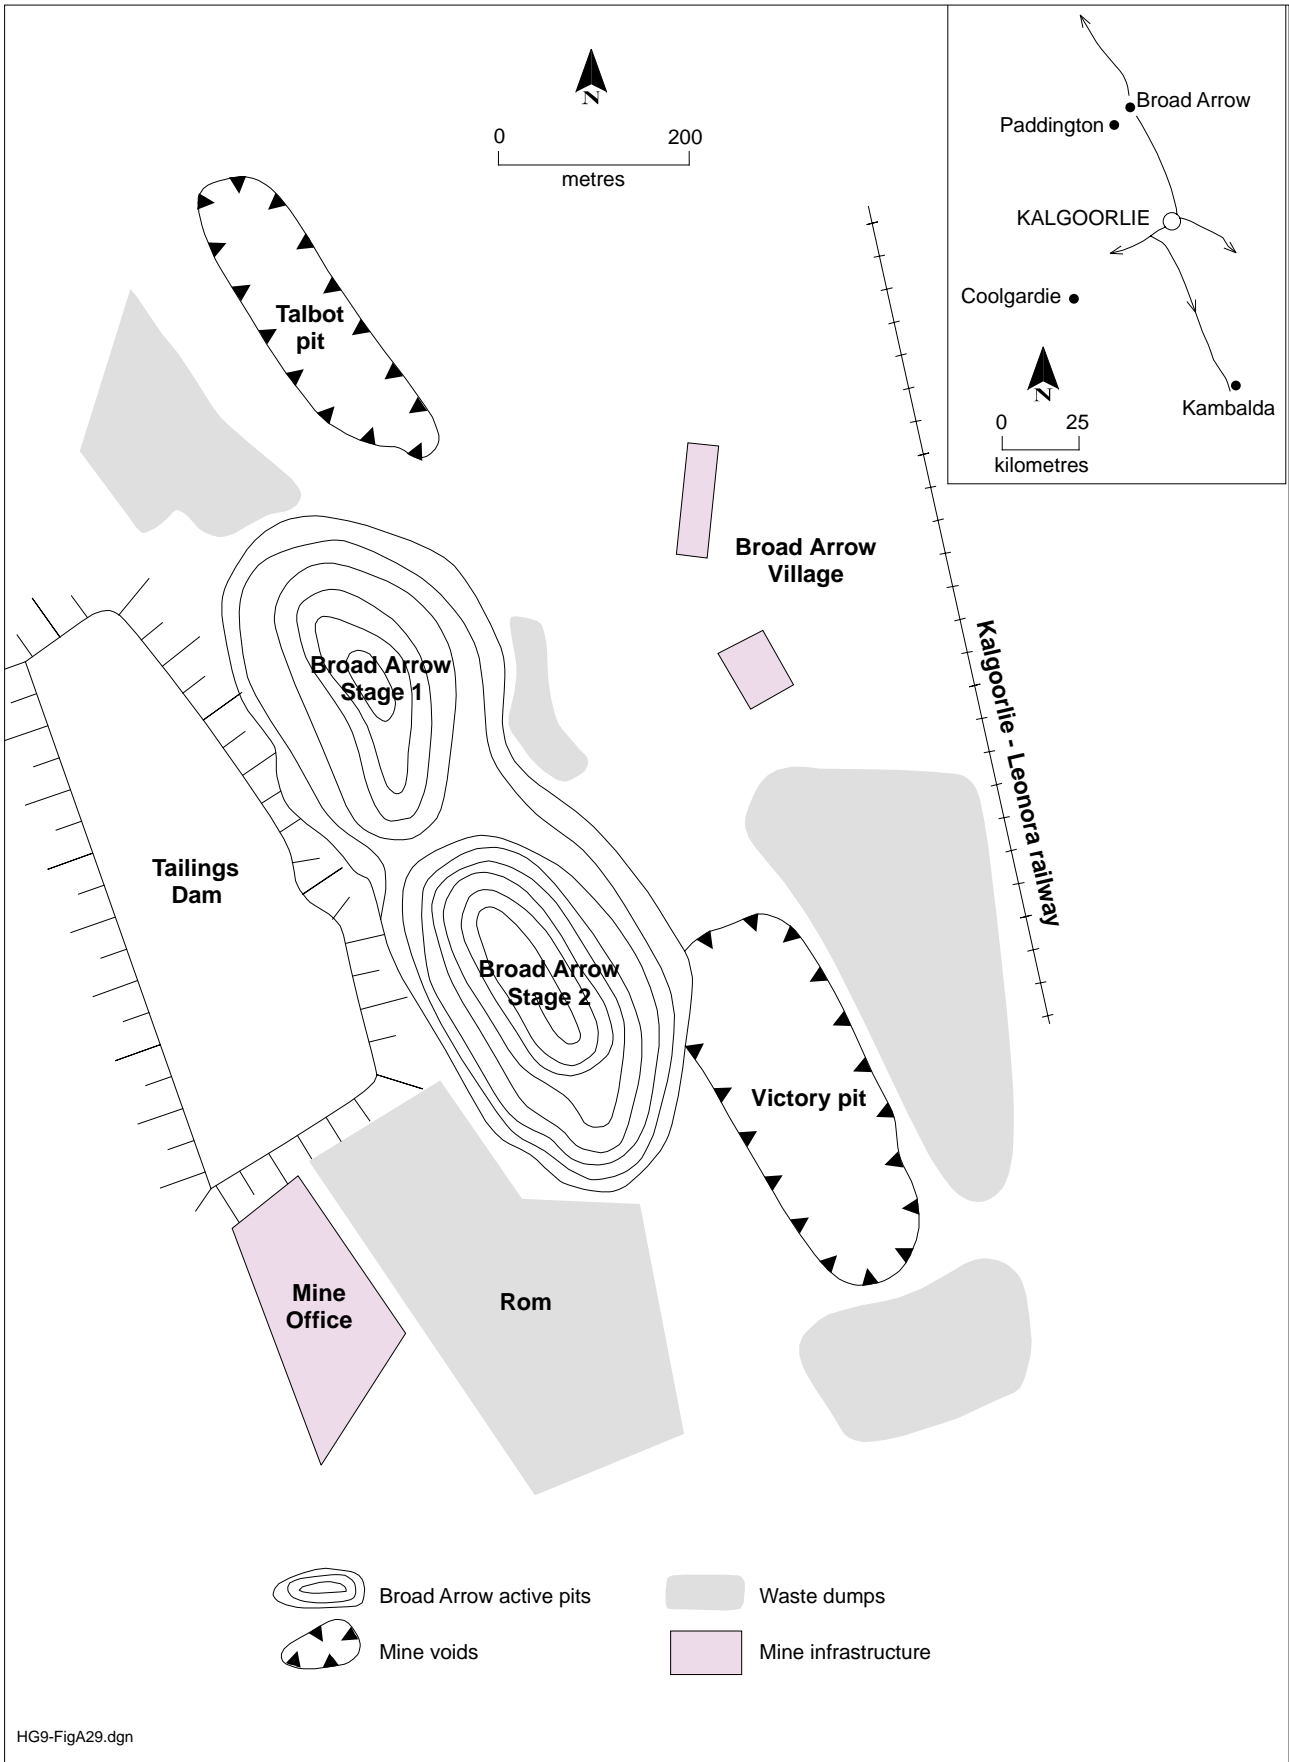 N
0 200
metres
Broad Arrow
Paddington
KALGOORLIE
Coolgardie
N
Kambalda
0 25
kilometres
Talbot
pit
Broad Arrow
Village
Kalgoorlie - Leonora railway
Broad Arrow
Stage 1
Tailings
Dam
Broad Arrow
Stage 2
Victory pit
Mine
Office
Rom
Broad Arrow active pits
Waste dumps
Mine voids
Mine infrastructure
HG9-FigA29.dgn